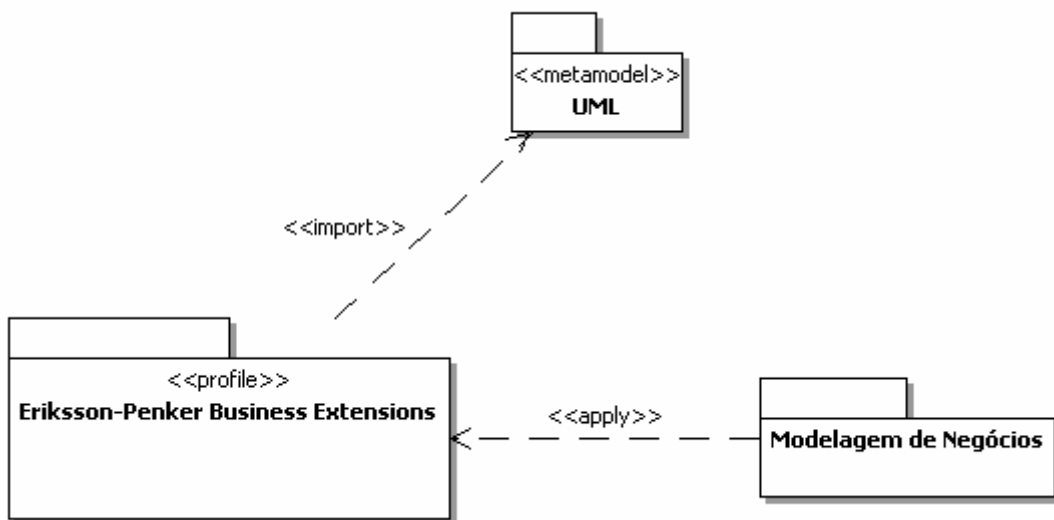 <<metamodel>>
UML
<<import>>
<<profile>>
Eriksson-Penker Business Extensions
<<apply>>
Modelagem de Negócios